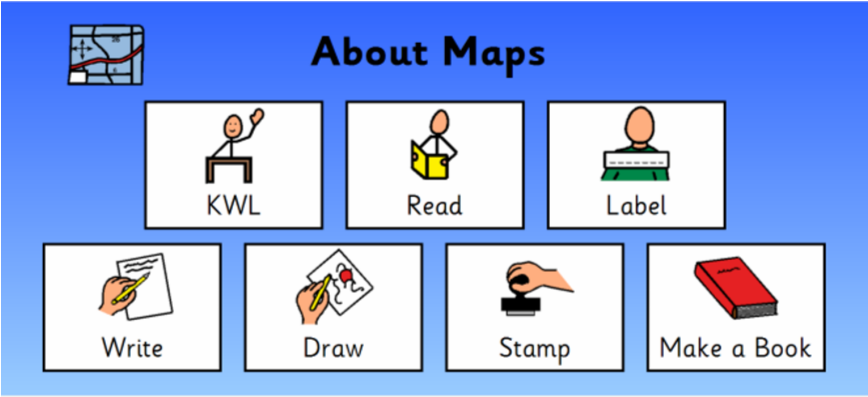 About Maps
KWL
Read
Label
Write
Draw
Stamp
Make a Book